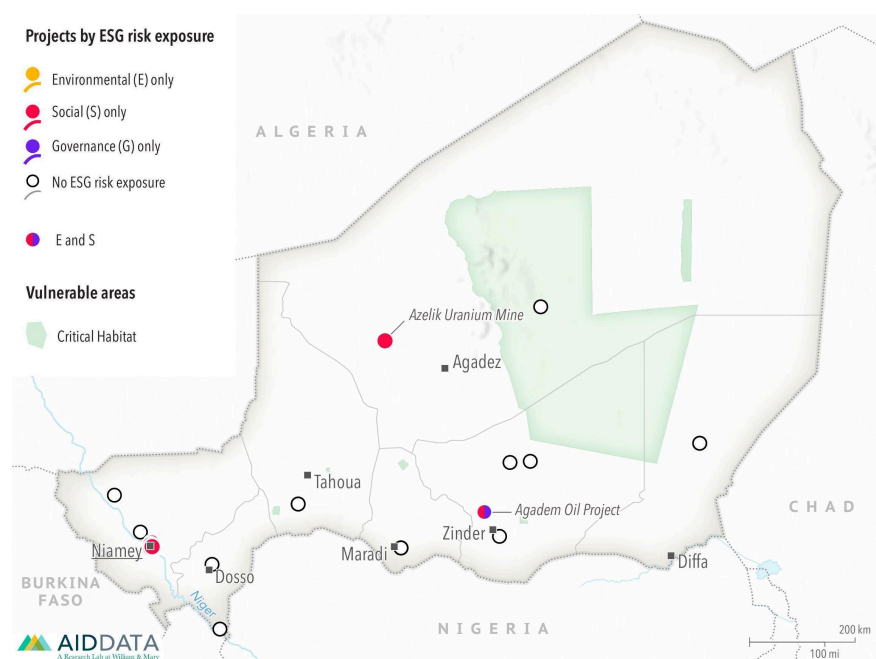 Projects by ESG risk exposure
Environmental (E) only
Social (S) only
Governance (G) only
No ESG risk exposure
E and S
Vulnerable areas
Critical Habitat
ALGERIA
Azelik Uranium Mine
Agadez
Tahoua
Agadem Oil Project
CHAD
Zinder
Maradi
Niamey
Diffa
Dosso
BURKINA
FASO
Niger
NIGERIA
200 km
100 mi
AIDDATA
A Research Lab at William & Mary